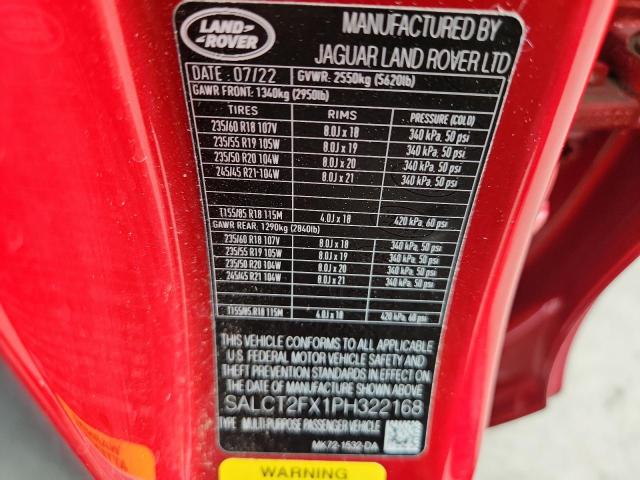 LAND
ROVER
MANUFACTURED BY
JAGUAR LAND ROVER LTD
DATE : 07/22 GVWR: 2550kg (5620lb)
GAWR FRONT: 1340kg (2950lb)
TIRES RIMS PRESSURE (COLD)
235/60 R18 107V 8.0J x 18 340 kPa, 50 psi
235/55 R19 105W 8.0J x 19 340 kPa, 50 psi
235/50 R20 104W 8.0J x 20 340 kPa, 50 psi
245/45 R21 104W 8.0J x 21 340 kPa, 50 psi
T155/85 R18 115M 4.0J x 18 420 kPa, 60 psi
GAWR REAR: 1290kg (2840lb)
235/60 R18 107V 8.0J x 18 340 kPa, 50 psi
235/55 R19 105W 8.0J x 19 340 kPa, 50 psi
235/50 R20 104W 8.0J x 20 340 kPa, 50 psi
245/45 R21 104W 8.0J x 21 340 kPa, 50 psi
T155/85 R18 115M 4.0J x 18 420 kPa, 60 psi
THIS VEHICLE CONFORMS TO ALL APPLICABLE
U.S. FEDERAL MOTOR VEHICLE SAFETY AND
THEFT PREVENTION STANDARDS IN EFFECT ON
THE DATE OF MANUFACTURE SHOWN ABOVE.
SALCT2FX1PH322168
TYPE : MULTI-PURPOSE PASSENGER VEHICLE
MK72-1532-DA
WARNING